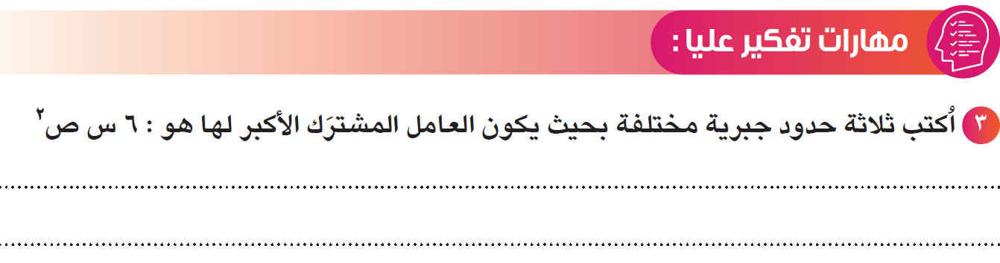 مهارات تفكير عليا :
٣ اُكتب ثلاثة حدود جبرية مختلفة بحيث يكون العامل المشترَك الأكبر لها هو : ٦ س ص٢